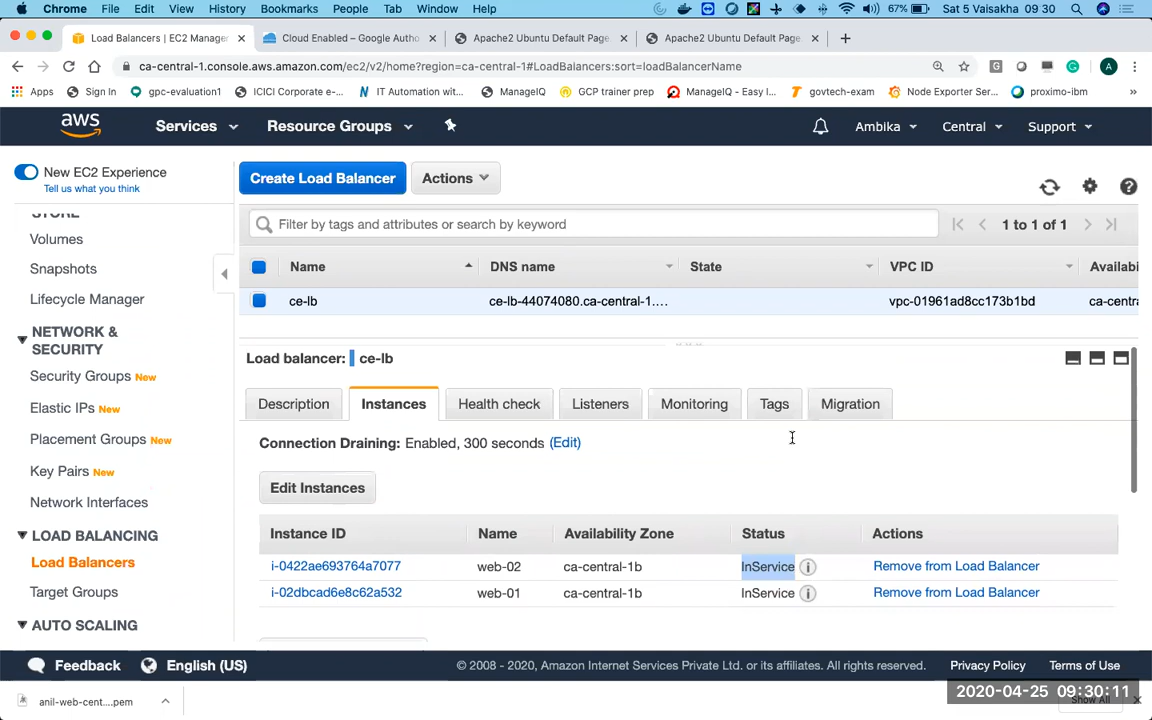 Chrome File Edit View History Bookmarks People Tab Window Help 67% Sat 5 Vaisakha 09 30
Load Balancers | EC2 Manage Cloud Enabled – Google Autho Apache2 Ubuntu Default Page Apache2 Ubuntu Default Page
ca-central-1.console.aws.amazon.com/ec2/v2/home?region=ca-central-1#LoadBalancers:sort=loadBalancerName A
Apps Sign In gpc-evaluation1 ICICI Corporate e-... IT Automation wit... ManageIQ GCP trainer prep ManageIQ - Easy I... govtech-exam Node Exporter Ser... proximo-ibm »
aws Services Resource Groups Ambika Central Support
New EC2 Experience
Tell us what you think
STORE
Volumes
Snapshots
Lifecycle Manager
NETWORK &
SECURITY
Security Groups New
Elastic IPs New
Placement Groups New
Key Pairs New
Network Interfaces
LOAD BALANCING
Load Balancers
Target Groups
AUTO SCALING
Create Load Balancer Actions
Filter by tags and attributes or search by keyword 1 to 1 of 1
Name DNS name State VPC ID Availabi
ce-lb ce-lb-44074080.ca-central-1.... vpc-01961ad8cc173b1bd ca-centra
Load balancer: ce-lb
Description Instances Health check Listeners Monitoring Tags Migration
Connection Draining: Enabled, 300 seconds (Edit)
Edit Instances
Instance ID Name Availability Zone Status Actions
i-0422ae693764a7077 web-02 ca-central-1b InService Remove from Load Balancer
i-02dbcad6e8c62a532 web-01 ca-central-1b InService Remove from Load Balancer
Feedback English (US) © 2008 - 2020, Amazon Internet Services Private Ltd. or its affiliates. All rights reserved. Privacy Policy Terms of Use
2020-04-25 09:30:11
anil-web-cent....pem Show All